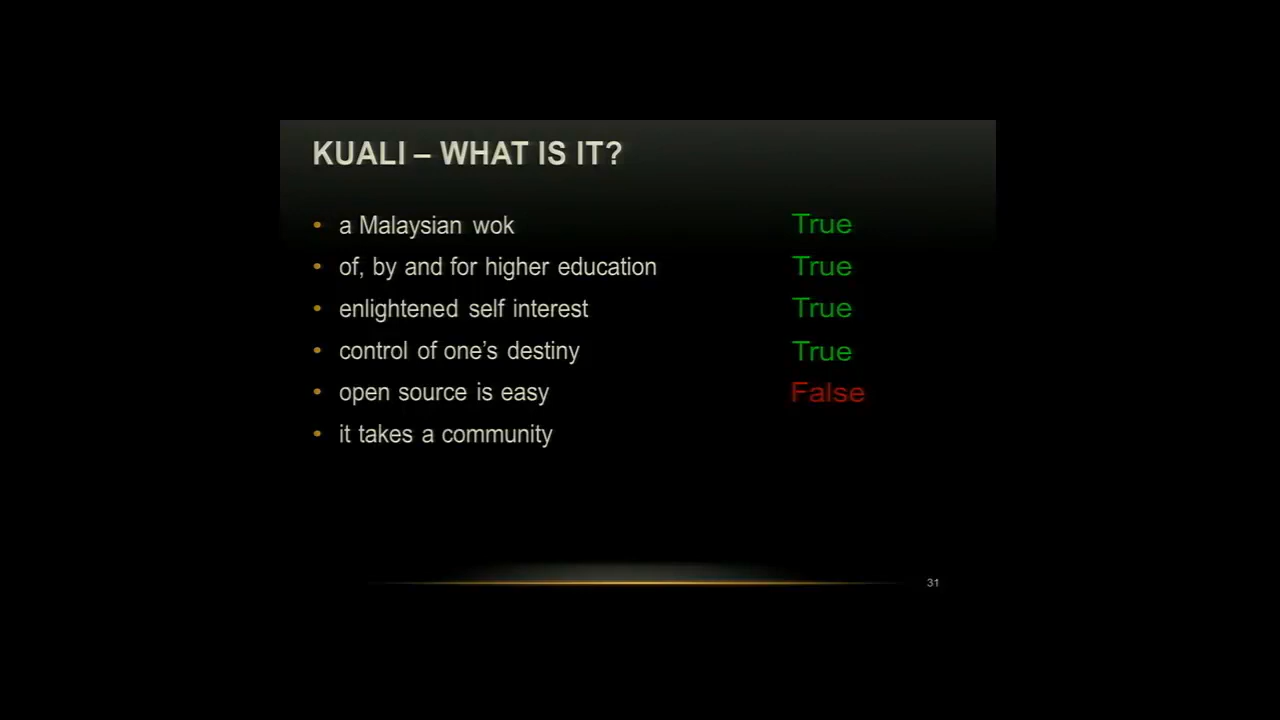 KUALI – WHAT IS IT?
• a Malaysian wok True
• of, by and for higher education True
• enlightened self interest True
• control of one's destiny True
• open source is easy False
• it takes a community
31